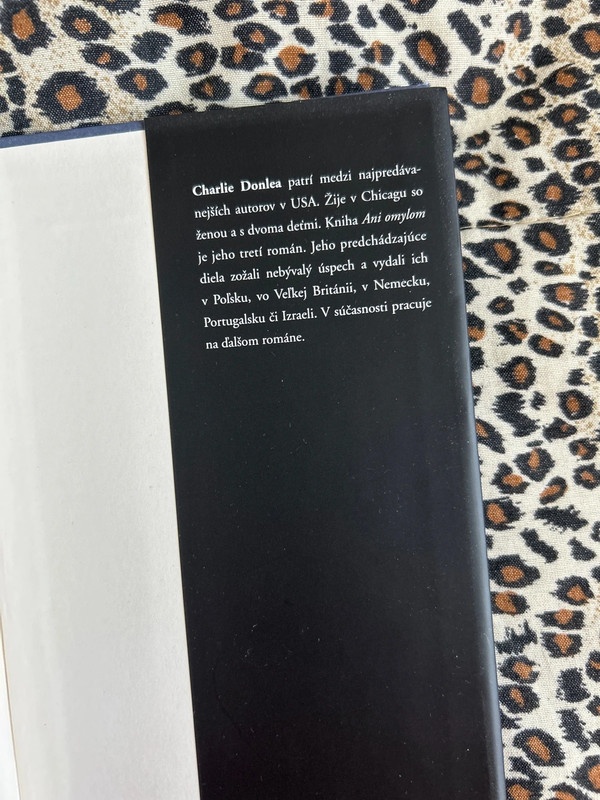 Charlie Donlea patrí medzi najpredáva-
nejších autorov v USA. Žije v Chicagu so
ženou a s dvoma deťmi. Kniha Ani omylom
je jeho tretí román. Jeho predchádzajúce
diela zožali nebývalý úspech a vydali ich
v Poľsku, vo Veľkej Británii, v Nemecku,
Portugalsku či Izraeli. V súčasnosti pracuje
na ďalšom románe.